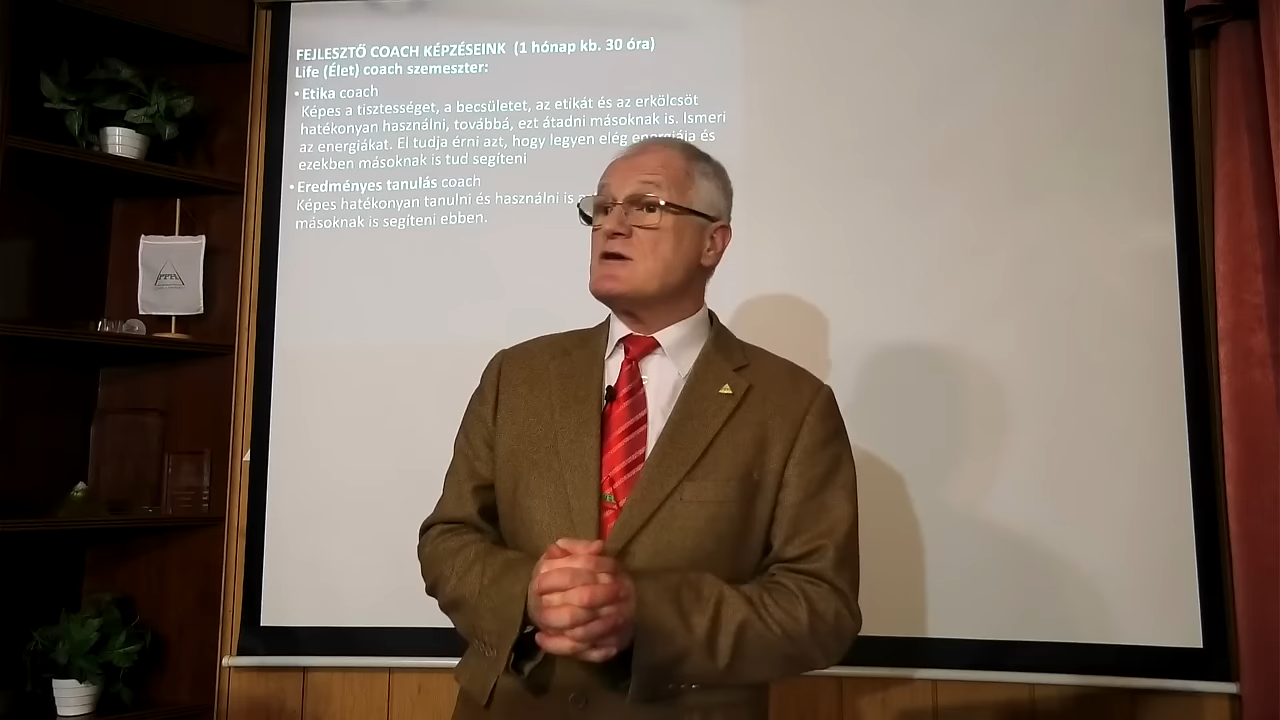 FEJLESZTŐ COACH KÉPZÉSEINK (1 hónap kb. 30 óra)
Life (Élet) coach szemeszter:
• Etika coach
Képes a tisztességet, a becsületet, az etikát és az erkölcsöt
hatékonyan használni, továbbá, ezt átadni másoknak is. Ismeri
az energiákat. El tudja érni azt, hogy legyen elég energiája és
ezekben másoknak is tud segíteni
• Eredményes tanulás coach
Képes hatékonyan tanulni és használni is
másoknak is segíteni ebben.